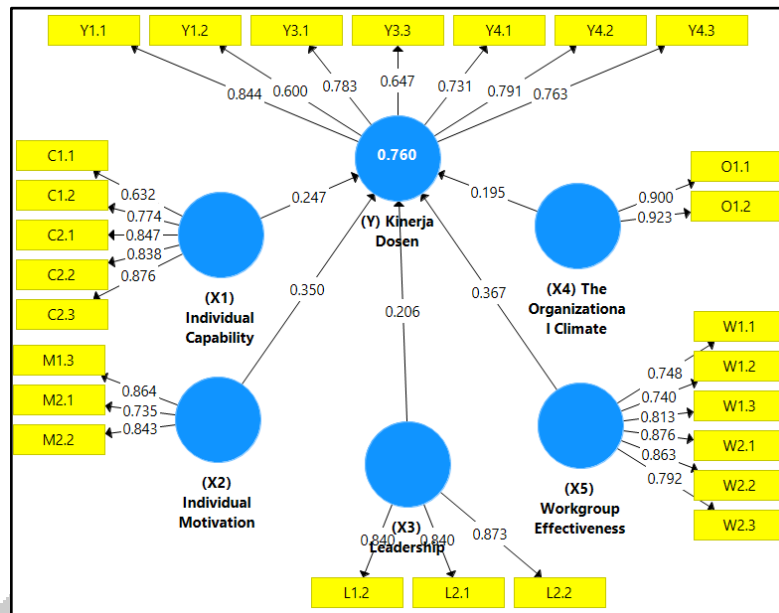 Y1.1 Y1.2 Y3.1 Y3.3 Y4.1 Y4.2 Y4.3
0.844 0.600 0.783 0.647 0.731 0.791 0.763
0.760
(Y) Kinerja
Dosen
C1.1
C1.2
C2.1
C2.2
C2.3
0.632
0.774
0.847
0.838
0.876
0.247
(X1)
Individual
Capability
0.195
O1.1
O1.2
0.900
0.923
(X4) The
Organizationa
l Climate
0.350
0.206
0.367
M1.3
M2.1
M2.2
0.864
0.735
0.843
(X2)
Individual
Motivation
(X3)
Leadership
0.840 0.840 0.873
L1.2 L2.1 L2.2
W1.1
W1.2
W1.3
W2.1
W2.2
W2.3
0.748
0.740
0.813
0.876
0.863
0.792
(X5)
Workgroup
Effectiveness